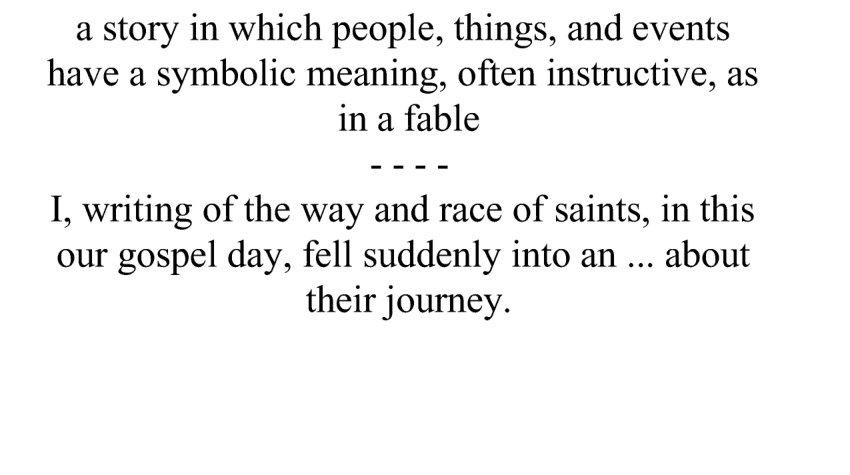 a story in which people, things, and events
have a symbolic meaning, often instructive, as
in a fable
- - - -
I, writing of the way and race of saints, in this
our gospel day, fell suddenly into an ... about
their journey.